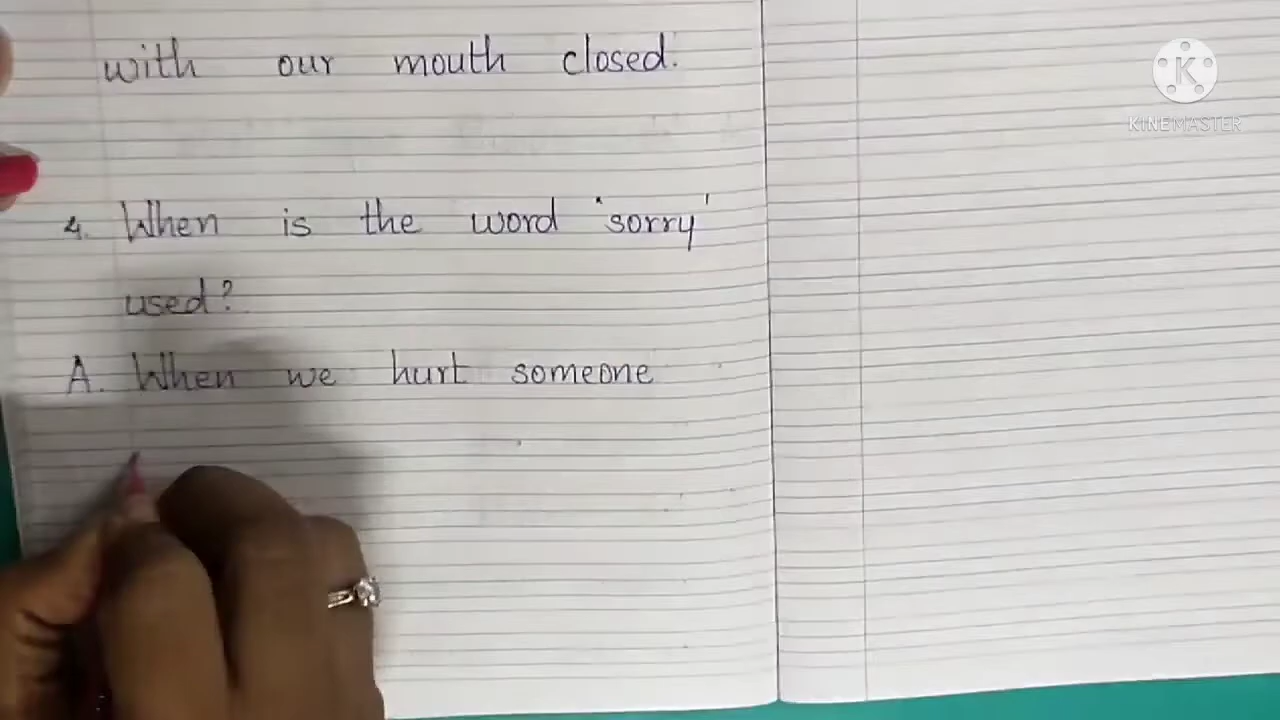 with our mouth closed.
4. When is the word 'sorry'
used?
A. When we hurt someone
K
KINEMASTER